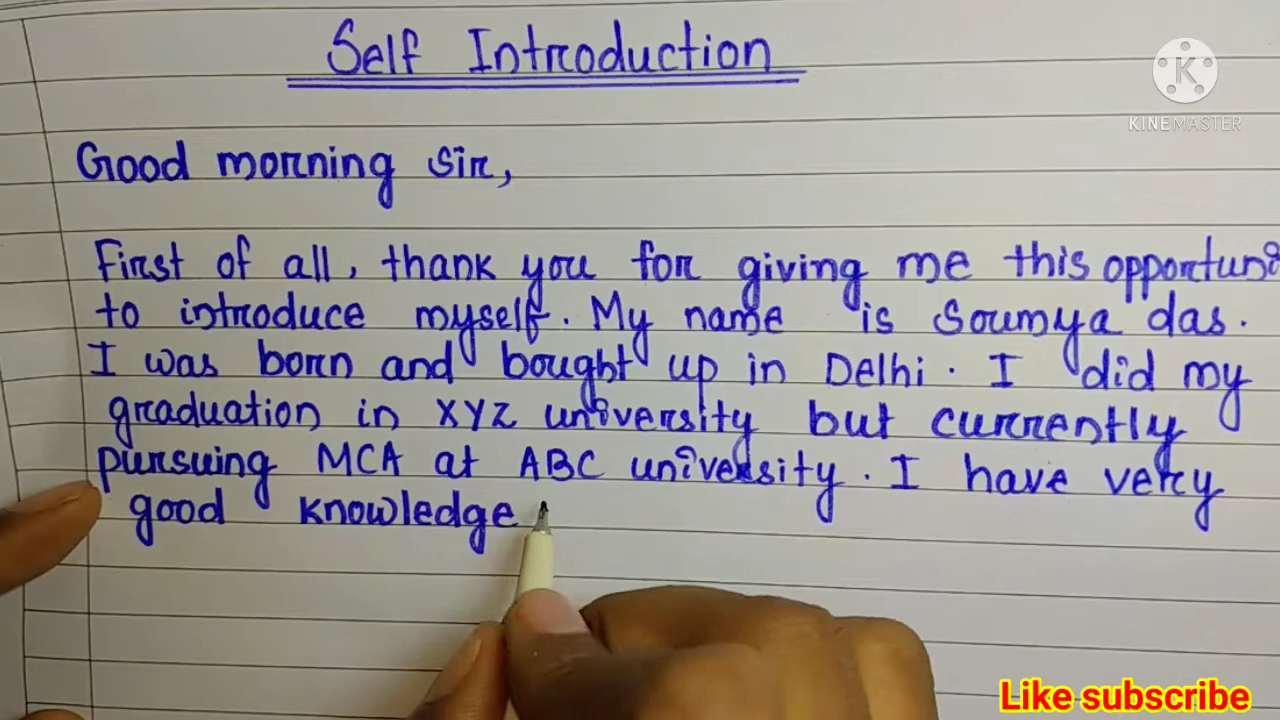 Self Introduction
KINEMASTER
Good morning Sir,
First of all, thank you for giving me this opportuni
to introduce myself. My name is Soumya das.
I was born and bought up in Delhi. I did my
graduation in XYZ university but currently
pursuing MCA at ABC university. I have very
good knowledge
Like subscribe